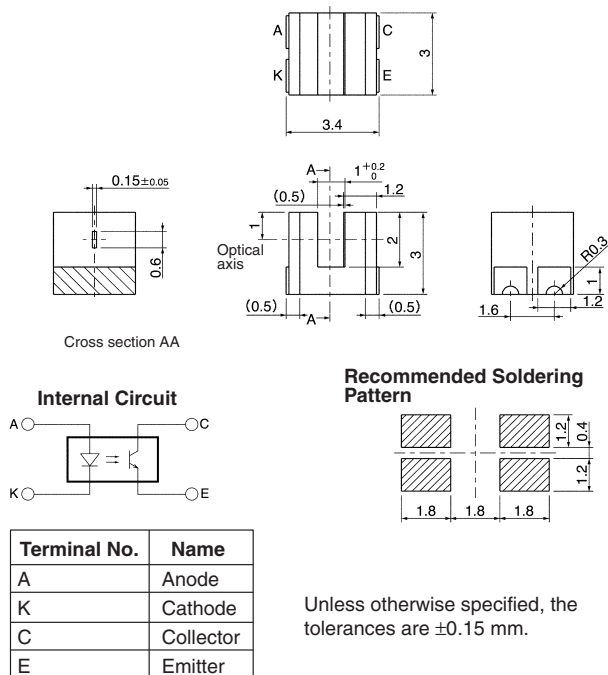 A
C
K
E
3
3.4
0.15±0.05
0.6
Cross section AA
A
1 +0.2 0
1.2
(0.5)
1
Optical
axis
2
3
(0.5)
(0.5)
A
R0.3
1
1.6
1.2
Internal Circuit
A
C
K
E
Recommended Soldering
Pattern
1.2
0.4
1.2
1.8
1.8
1.8
Terminal No. Name
A Anode
K Cathode
C Collector
E Emitter
Unless otherwise specified, the
tolerances are ±0.15 mm.